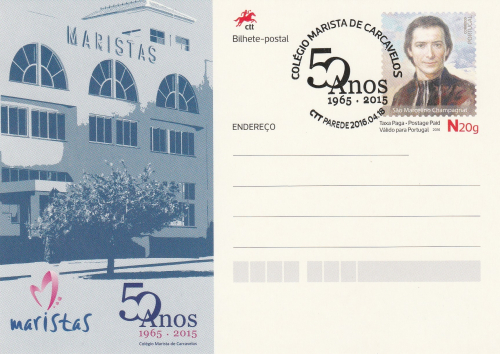 MARISTAS
maristas
50 Anos
1965 . 2015
Colégio Marista de Carcavelos
ctt
Bilhete-postal
COLÉGIO MARISTA DE CARCAVELOS
50 Anos
1965 . 2015
CTT PAREDE 2016.04.18
PORTUGAL
São Marcelino Champagnat
Taxa Paga • Postage Paid
Válido para Portugal 2016
N20g
ENDEREÇO